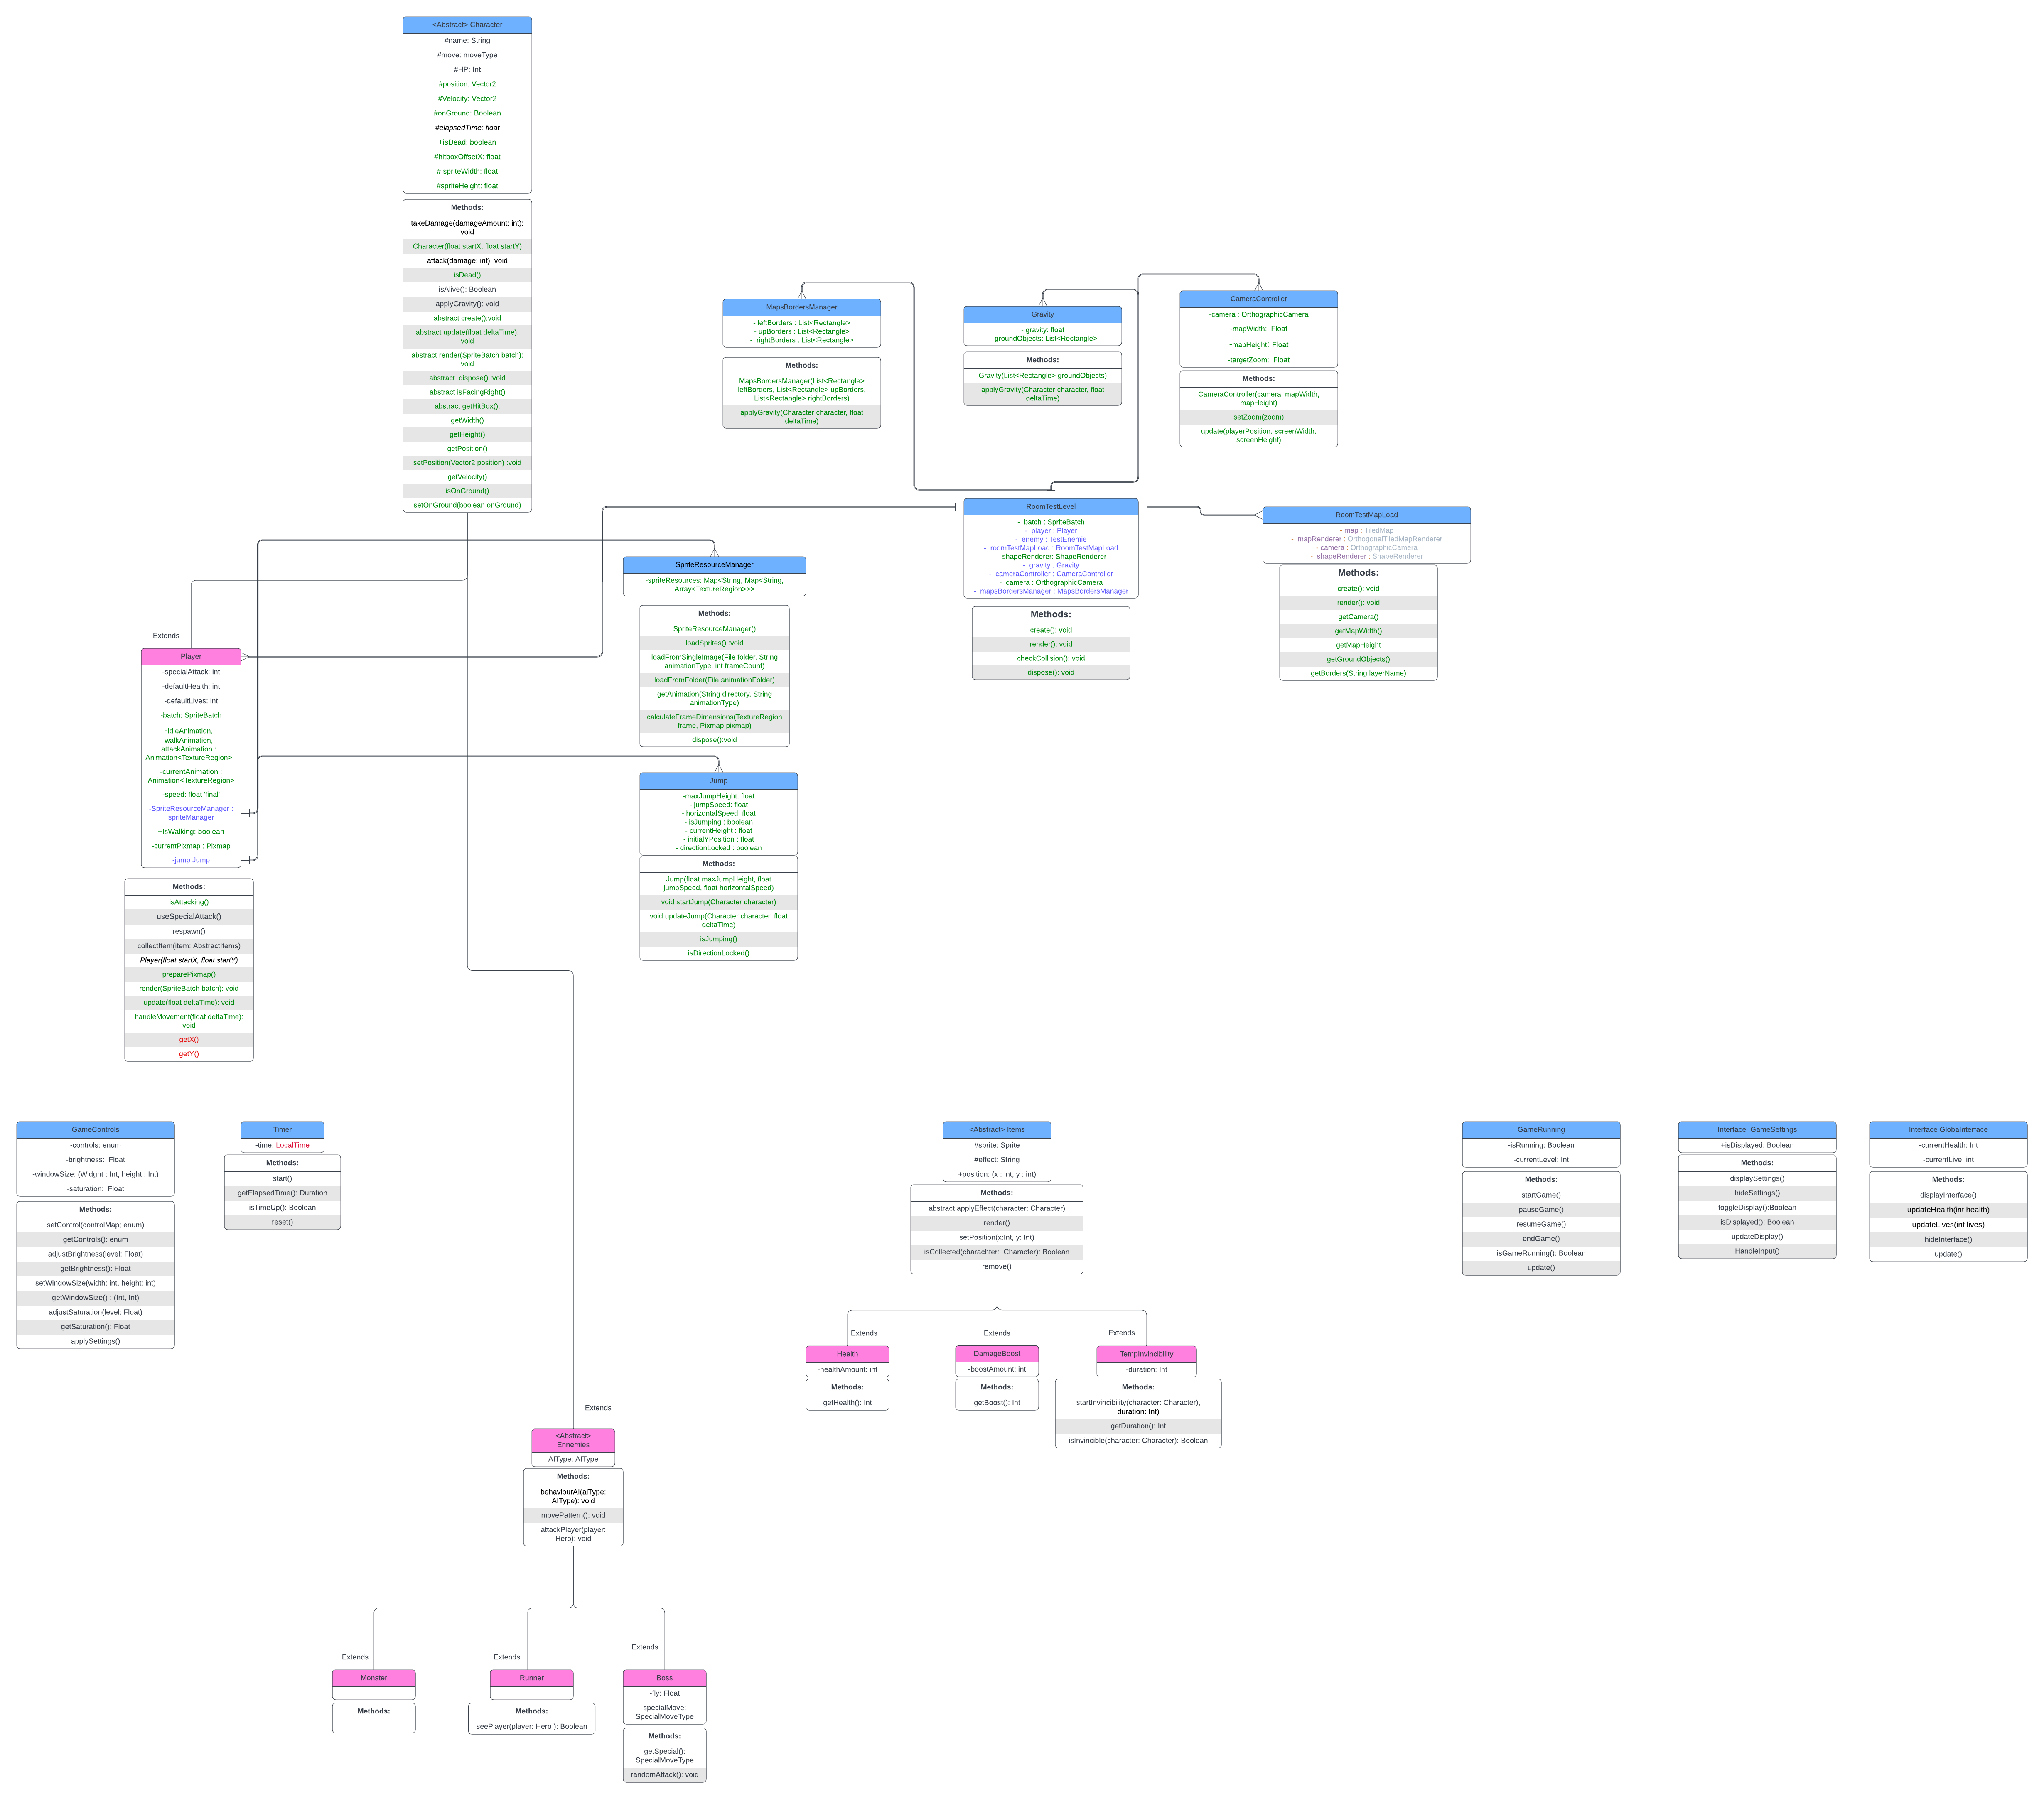 <Abstract> Character
#name: String
#move: moveType
#HP: Int
#position: Vector2
#Velocity: Vector2
#onGround: Boolean
#elapsedTime: float
+isDead: boolean
#hitboxOffsetX: float
# spriteWidth: float
#spriteHeight: float
Methods:
takeDamage(damageAmount: int):
void
Character(float startX, float startY)
attack(damage: int): void
isDead()
isAlive(): Boolean
applyGravity(): void
abstract create():void
abstract update(float deltaTime):
void
abstract render(SpriteBatch batch):
void
abstract  dispose() :void
abstract isFacingRight()
abstract getHitBox();
getWidth()
getHeight()
getPosition()
setPosition(Vector2 position) :void
getVelocity()
isOnGround()
setOnGround(boolean onGround)
MapsBordersManager
- leftBorders : List<Rectangle>
- upBorders : List<Rectangle>
-  rightBorders : List<Rectangle>
Methods:
MapsBordersManager(List<Rectangle>
leftBorders, List<Rectangle> upBorders,
List<Rectangle> rightBorders)
applyGravity(Character character, float
deltaTime)
Gravity
- gravity: float
-  groundObjects: List<Rectangle>
Methods:
Gravity(List<Rectangle> groundObjects)
applyGravity(Character character, float
deltaTime)
CameraController
-camera : OrthographicCamera
-mapWidth:  Float
-mapHeight:  Float
-targetZoom:  Float
Methods:
CameraController(camera, mapWidth,
mapHeight)
setZoom(zoom)
update(playerPosition, screenWidth,
screenHeight)
RoomTestLevel
-  batch : SpriteBatch
-  player : Player
-  enemy : TestEnemie
-  roomTestMapLoad : RoomTestMapLoad
-  shapeRenderer: ShapeRenderer
-  gravity : Gravity
-  cameraController : CameraController
-  camera : OrthographicCamera
-  mapsBordersManager : MapsBordersManager
Methods:
create(): void
render(): void
checkCollision(): void
dispose(): void
RoomTestMapLoad
- map : TiledMap
-  mapRenderer : OrthogonalTiledMapRenderer
- camera : OrthographicCamera
-  shapeRenderer : ShapeRenderer
Methods:
create(): void
render(): void
getCamera()
getMapWidth()
getMapHeight
getGroundObjects()
getBorders(String layerName)
SpriteResourceManager
-spriteResources: Map<String, Map<String,
Array<TextureRegion>>>
Methods:
SpriteResourceManager()
loadSprites() :void
loadFromSingleImage(File folder, String
animationType, int frameCount)
loadFromFolder(File animationFolder)
getAnimation(String directory, String
animationType)
calculateFrameDimensions(TextureRegion
frame, Pixmap pixmap)
dispose():void
Extends
Player
-specialAttack: int
-defaultHealth: int
-defaultLives: int
-batch: SpriteBatch
-idleAnimation,
walkAnimation,
attackAnimation :
Animation<TextureRegion>
-currentAnimation :
Animation<TextureRegion>
-speed: float 'final'
-SpriteResourceManager :
spriteManager
+IsWalking: boolean
-currentPixmap : Pixmap
-jump Jump
Methods:
isAttacking()
useSpecialAttack()
respawn()
collectItem(item: AbstractItems)
Player(float startX, float startY)
preparePixmap()
render(SpriteBatch batch): void
update(float deltaTime): void
handleMovement(float deltaTime):
void
getX()
getY()
Jump
-maxJumpHeight: float
- jumpSpeed: float
- horizontalSpeed: float
- isJumping : boolean
- currentHeight : float
- initialYPosition : float
- directionLocked : boolean
Methods:
Jump(float maxJumpHeight, float
jumpSpeed, float horizontalSpeed)
void startJump(Character character)
void updateJump(Character character, float
deltaTime)
isJumping()
isDirectionLocked()
GameControls
-controls: enum
-brightness:  Float
-windowSize: (Widght : Int, height : Int)
-saturation:  Float
Methods:
setControl(controlMap; enum)
getControls(): enum
adjustBrightness(level: Float)
getBrightness(): Float
setWindowSize(width: int, height: int)
getWindowSize() : (Int, Int)
adjustSaturation(level: Float)
getSaturation(): Float
applySettings()
Timer
-time: LocalTime
Methods:
start()
getElapsedTime(): Duration
isTimeUp(): Boolean
reset()
<Abstract> Items
#sprite: Sprite
#effect: String
+position: (x : int, y : int)
Methods:
abstract applyEffect(character: Character)
render()
setPosition(x:Int, y: Int)
isCollected(charachter:  Character): Boolean
remove()
GameRunning
-isRunning: Boolean
-currentLevel: Int
Methods:
startGame()
pauseGame()
resumeGame()
endGame()
isGameRunning(): Boolean
update()
Interface  GameSettings
+isDisplayed: Boolean
Methods:
displaySettings()
hideSettings()
toggleDisplay():Boolean
isDisplayed(): Boolean
updateDisplay()
HandleInput()
Interface GlobaInterface
-currentHealth: Int
-currentLive: int
Methods:
displayInterface()
updateHealth(int health)
updateLives(int lives)
hideInterface()
update()
Extends
Extends
Extends
Health
-healthAmount: int
Methods:
getHealth(): Int
DamageBoost
-boostAmount: int
Methods:
getBoost(): Int
TempInvincibility
-duration: Int
Methods:
startInvincibility(character: Character),
duration: Int)
getDuration(): Int
isInvincible(character: Character): Boolean
Extends
<Abstract>
Ennemies
AIType: AIType
Methods:
behaviourAI(aiType:
AIType): void
movePattern(): void
attackPlayer(player:
Hero): void
Extends
Extends
Extends
Monster
Methods:
Runner
Methods:
seePlayer(player: Hero ): Boolean
Boss
-fly: Float
specialMove:
SpecialMoveType
Methods:
getSpecial():
SpecialMoveType
randomAttack(): void